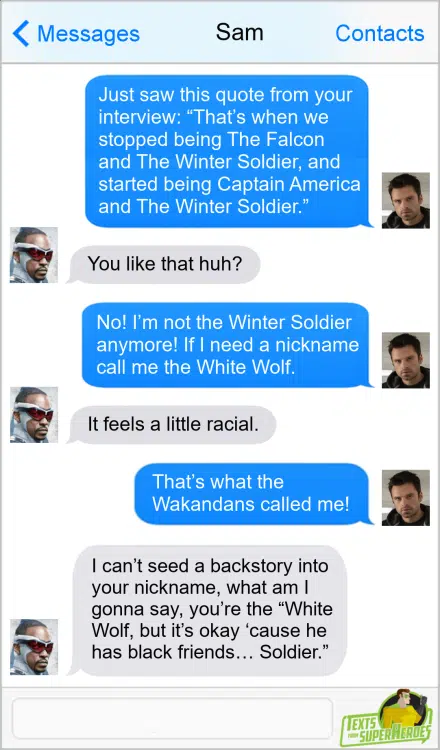 Messages
Sam
Contacts
Just saw this quote from your
interview: “That’s when we
stopped being The Falcon
and The Winter Soldier, and
started being Captain America
and The Winter Soldier.”
You like that huh?
No! I’m not the Winter Soldier
anymore! If I need a nickname
call me the White Wolf.
It feels a little racial.
That’s what the
Wakandans called me!
I can’t seed a backstory into
your nickname, what am I
gonna say, you’re the “White
Wolf, but it’s okay ‘cause he
has black friends… Soldier.”
TEXTS
FROM SUPERHEROES